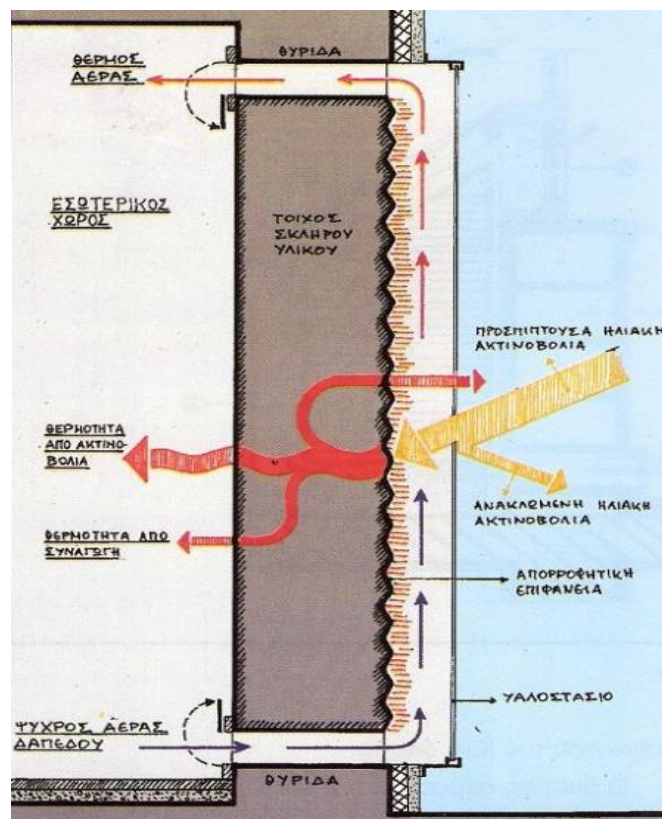 ΘΥΡΙΔΑ
ΘΕΡΜΟΣ
ΑΕΡΑΣ
ΕΣΩΤΕΡΙΚΟΣ
ΧΩΡΟΣ
ΤΟΙΧΟΣ
ΣΚΛΗΡΟΥ
ΥΛΙΚΟΥ
ΠΡΟΣΠΙΠΤΟΥΣΑ ΗΛΙΑΚΗ
ΑΚΤΙΝΟΒΟΛΙΑ
ΘΕΡΜΟΤΗΤΑ
ΑΠΟ ΑΚΤΙΝΟ-
ΒΟΛΙΑ
ΑΝΑΚΛΩΜΕΝΗ ΗΛΙΑΚΗ
ΑΚΤΙΝΟΒΟΛΙΑ
ΘΕΡΜΟΤΗΤΑ ΑΠΟ
ΣΥΝΑΓΩΓΗ
ΑΠΟΡΡΟΦΗΤΙΚΗ
ΕΠΙΦΑΝΕΙΑ
ΥΑΛΟΣΤΑΣΙΟ
ΨΥΧΡΟΣ ΑΕΡΑΣ
ΔΑΠΕΔΟΥ
ΘΥΡΙΔΑ